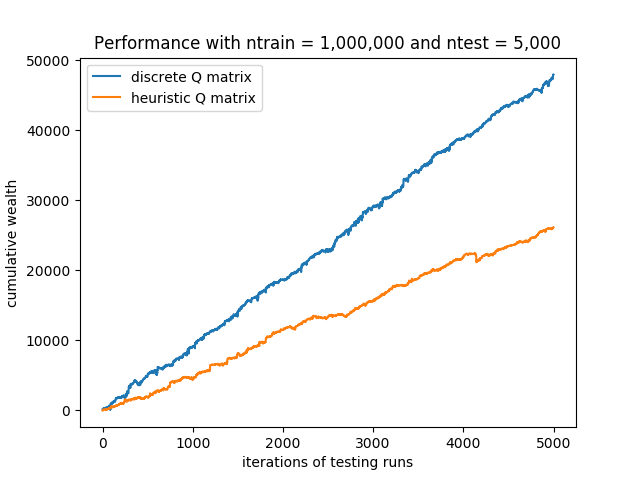 Performance with ntrain = 1,000,000 and ntest = 5,000
discrete Q matrix
heuristic Q matrix
cumulative wealth
50000
40000
30000
20000
10000
0
0 1000 2000 3000 4000 5000
iterations of testing runs